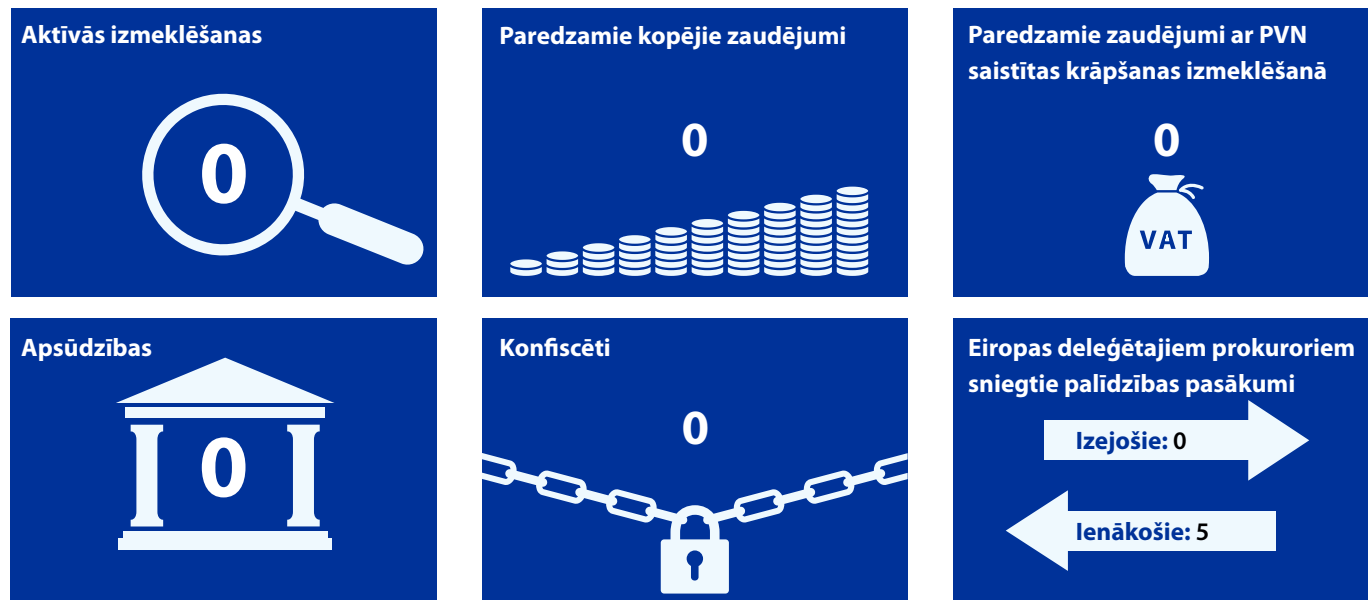 Aktīvās izmeklēšanas
0
Paredzamie kopējie zaudējumi
0
Paredzamie zaudējumi ar PVN
saistītas krāpšanas izmeklēšanā
0
VAT
Apsūdzības
0
Konfiscēti
0
Eiropas deleģētajiem prokuroriem
sniegtie palīdzības pasākumi
Izejošie: 0
Ienākošie: 5